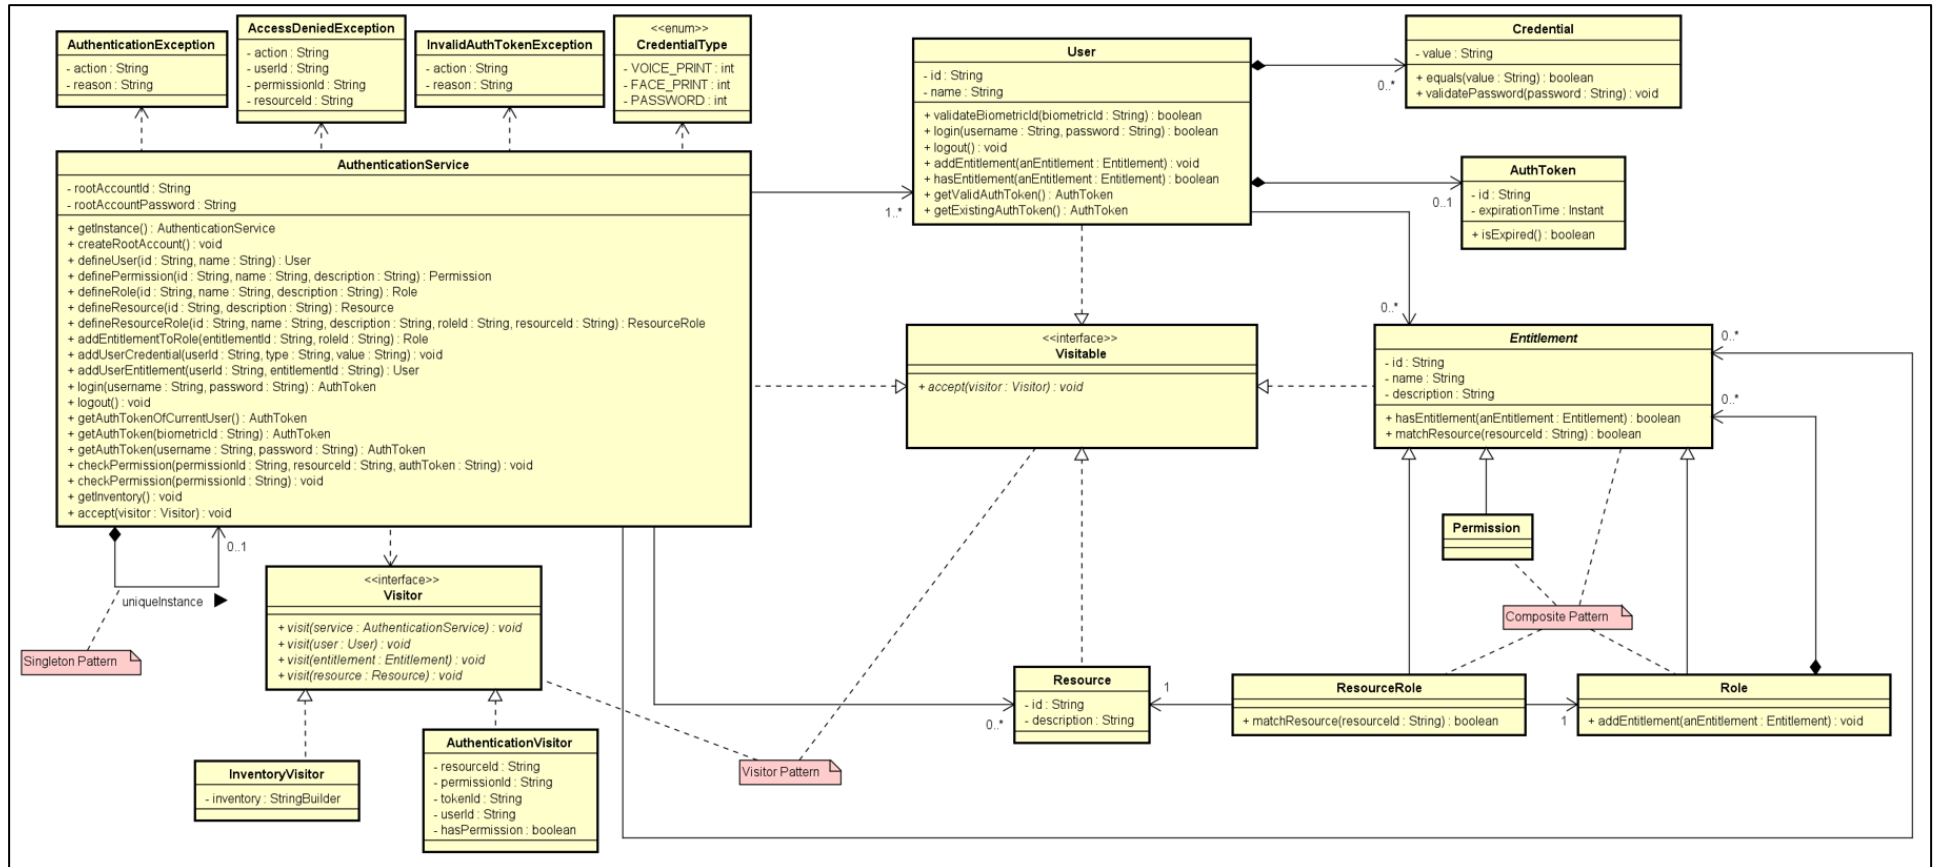 AuthenticationException
- action : String
- reason : String
AccessDeniedException
- action : String
- userId : String
- permissionId : String
- resourceId : String
InvalidAuthTokenException
- action : String
- reason : String
<<enum>>
CredentialType
- VOICE_PRINT : int
- FACE_PRINT : int
- PASSWORD : int
User
- id : String
- name : String
+ validateBiometricId(biometricId : String) : boolean
+ login(username : String, password : String) : boolean
+ logout() : void
+ addEntitlement(anEntitlement : Entitlement) : void
+ hasEntitlement(anEntitlement : Entitlement) : boolean
+ getValidAuthToken() : AuthToken
+ getExistingAuthToken() : AuthToken
0..*
Credential
- value : String
+ equals(value : String) : boolean
+ validatePassword(password : String) : void
0..1
AuthToken
- id : String
- expirationTime : Instant
+ isExpired() : boolean
AuthenticationService
- rootAccountId : String
- rootAccountPassword : String
+ getInstance() : AuthenticationService
+ createRootAccount() : void
+ defineUser(id : String, name : String) : User
+ definePermission(id : String, name : String, description : String) : Permission
+ defineRole(id : String, name : String, description : String) : Role
+ defineResource(id : String, description : String) : Resource
+ defineResourceRole(id : String, name : String, description : String, roleId : String, resourceId : String) : ResourceRole
+ addEntitlementToRole(entitlementId : String, roleId : String) : Role
+ addUserCredential(userId : String, type : String, value : String) : void
+ addUserEntitlement(userId : String, entitlementId : String) : User
+ login(username : String, password : String) : AuthToken
+ logout() : void
+ getAuthTokenOfCurrentUser() : AuthToken
+ getAuthToken(biometricId : String) : AuthToken
+ getAuthToken(username : String, password : String) : AuthToken
+ checkPermission(permissionId : String, resourceId : String, authToken : String) : void
+ checkPermission(permissionId : String) : void
+ getInventory() : void
+ accept(visitor : Visitor) : void
1..*
0..*
<<interface>>
Visitable
+ accept(visitor : Visitor) : void
Entitlement
- id : String
- name : String
- description : String
+ hasEntitlement(anEntitlement : Entitlement) : boolean
+ matchResource(resourceId : String) : boolean
0..*
0..*
0..1
uniqueInstance
Singleton Pattern
<<interface>>
Visitor
+ visit(service : AuthenticationService) : void
+ visit(user : User) : void
+ visit(entitlement : Entitlement) : void
+ visit(resource : Resource) : void
Permission
Composite Pattern
InventoryVisitor
- inventory : StringBuilder
AuthenticationVisitor
- resourceId : String
- permissionId : String
- tokenId : String
- userId : String
- hasPermission : boolean
Visitor Pattern
0..*
Resource
- id : String
- description : String
1
ResourceRole
+ matchResource(resourceId : String) : boolean
1
Role
+ addEntitlement(anEntitlement : Entitlement) : void